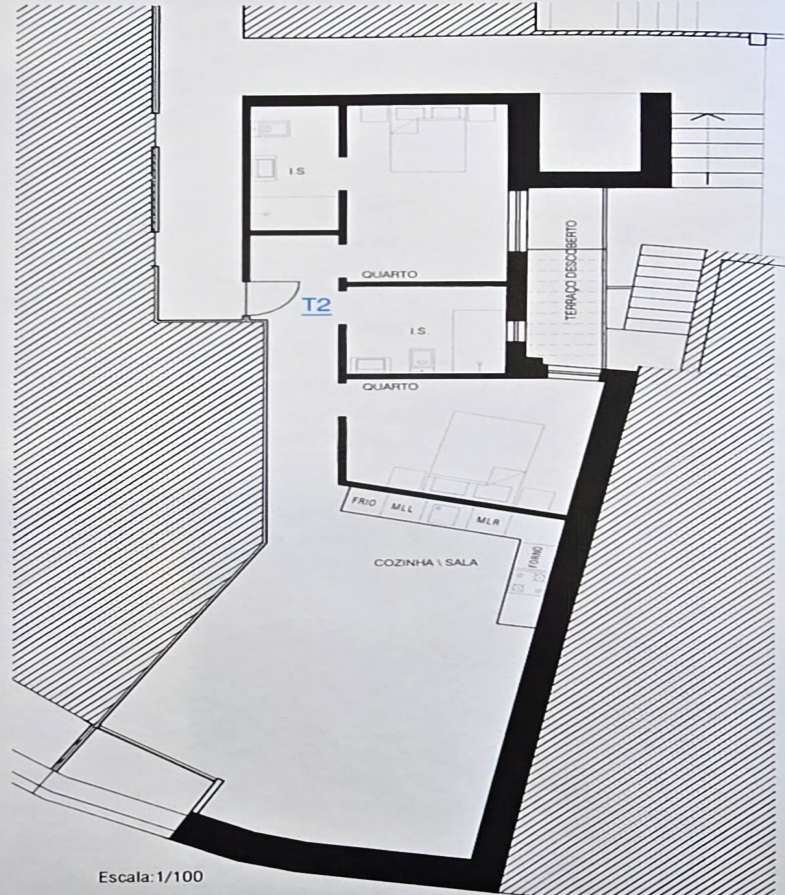 I.S.
TERRAÇO DESCOBERTO
QUARTO
T2
I.S.
QUARTO
FRIO
MLL
MLR
FORNO
COZINHA \ SALA
Escala:1/100